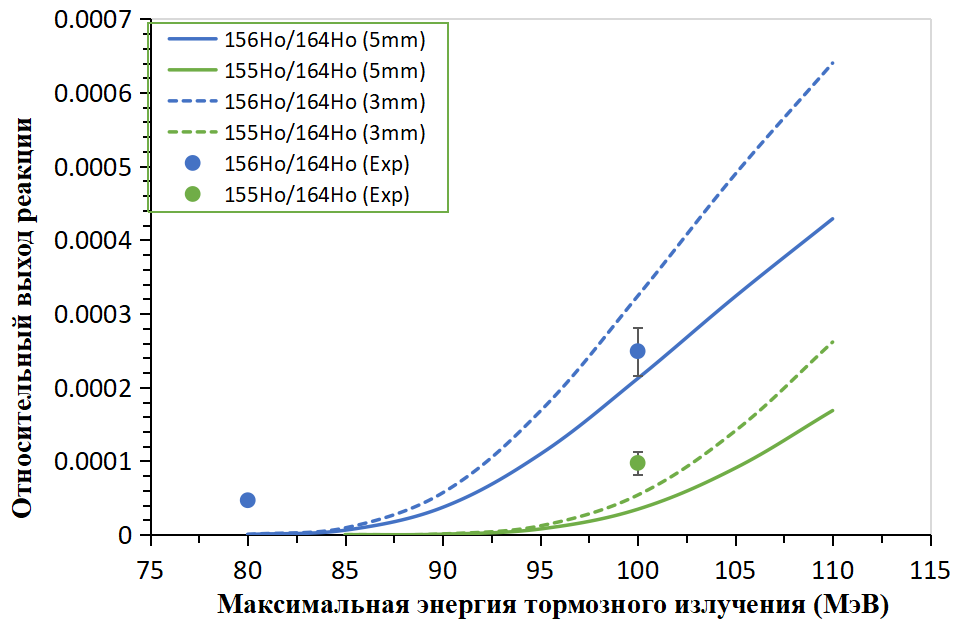 0.0007
0.0006
0.0005
0.0004
0.0003
0.0002
0.0001
0
Относительный выход реакции
156Ho/164Ho (5mm)
155Ho/164Ho (5mm)
156Ho/164Ho (3mm)
155Ho/164Ho (3mm)
156Ho/164Ho (Exp)
155Ho/164Ho (Exp)
75 80 85 90 95 100 105 110 115
Максимальная энергия тормозного излучения (МэВ)